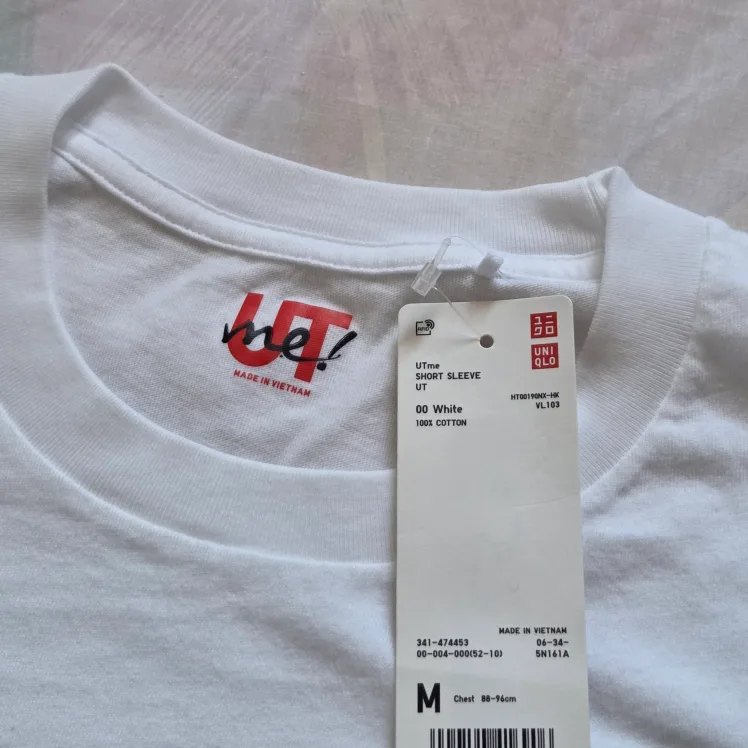 UT
me!
MADE IN VIETNAM
RFID
ユニ
クロ
UNI
QLO
UTme
SHORT SLEEVE
UT
HT00190NX-HK
00 White VL103
100% COTTON
MADE IN VIETNAM
341-474453 06-34-
00-004-000(52-10) 5N161A
M Chest 88-96cm